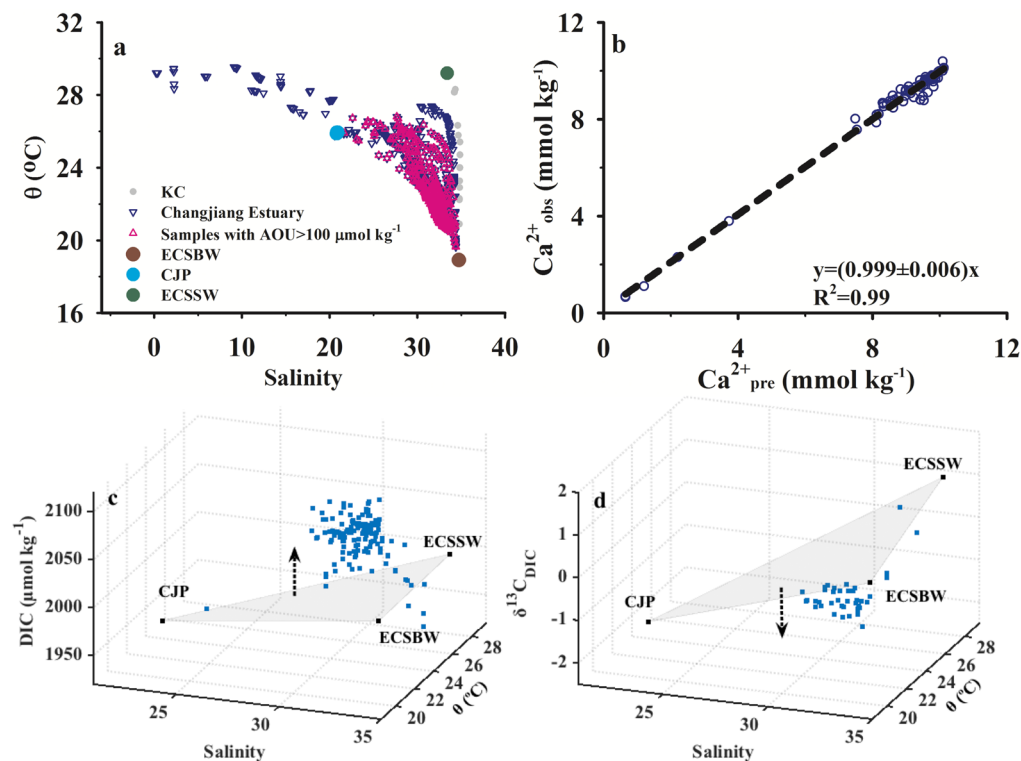 a
32
28
24
20
16
θ (ºC)
KC
Changjiang Estuary
Samples with AOU>100 μmol kg⁻¹
ECSBW
CJP
ECSSW
0 10 20 30 40
Salinity
b
12
8
4
0
Ca²⁺obs (mmol kg⁻¹)
y=(0.999±0.006)x
R²=0.99
0 4 8 12
Ca²⁺pre (mmol kg⁻¹)
c
2100
2050
2000
1950
DIC (μmol kg⁻¹)
ECSSW
CJP
ECSBW
25 30 35
Salinity
20 22 24 26 28
θ (ºC)
d
2
1
0
-1
-2
δ¹³CDIC
ECSSW
CJP
ECSBW
25 30 35
Salinity
20 22 24 26 28
θ (ºC)